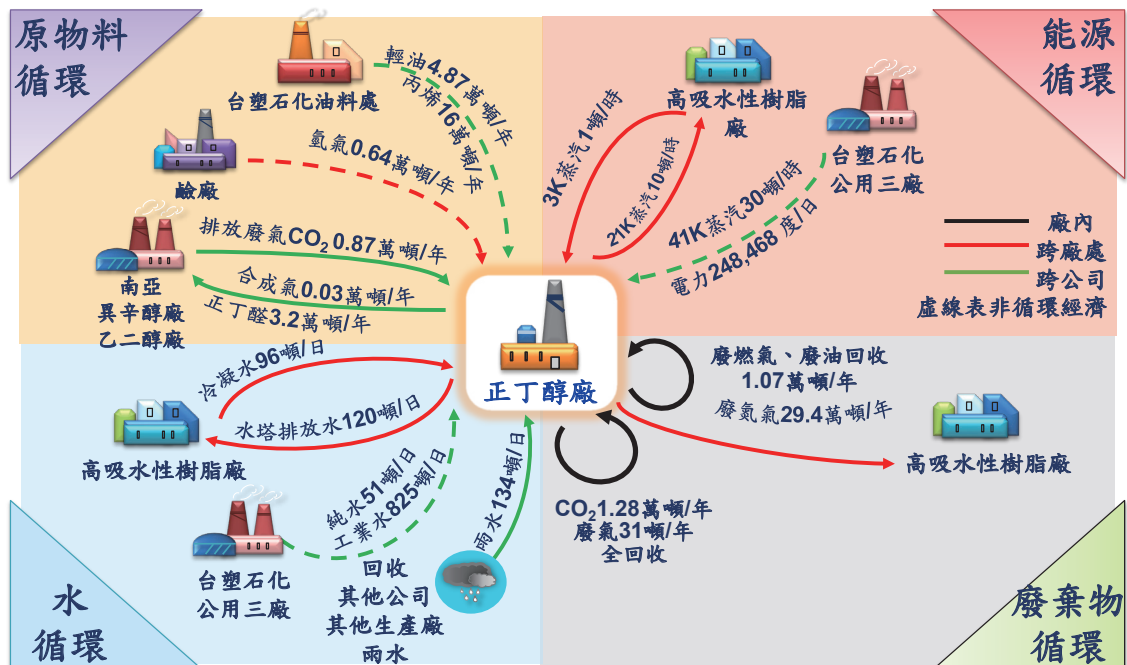 原物料
循環
台塑石化油料處
輕油4.87萬噸/年
丙烯16萬噸/年
鹼廠
氫氣0.64萬噸/年
南亞
異辛醇廠
乙二醇廠
排放廢氣CO₂ 0.87萬噸/年
合成氣0.03萬噸/年
正丁醛3.2萬噸/年
能源
循環
高吸水性樹脂
廠
台塑石化
公用三廠
3K蒸汽1噸/時
21K蒸汽10噸/時
41K蒸汽30噸/時
電力248,468 度/日
廠內
跨廠處
跨公司
虛線表非循環經濟
正丁醇廠
冷凝水96噸/日
水塔排放水120噸/日
高吸水性樹脂廠
純水51噸/日
工業水825噸/日
台塑石化
公用三廠
雨水134噸/日
回收
其他公司
其他生產廠
雨水
水
循環
廢燃氣、廢油回收
1.07萬噸/年
廢氮氣29.4萬噸/年
高吸水性樹脂廠
CO₂1.28萬噸/年
廢氣31噸/年
全回收
廢棄物
循環